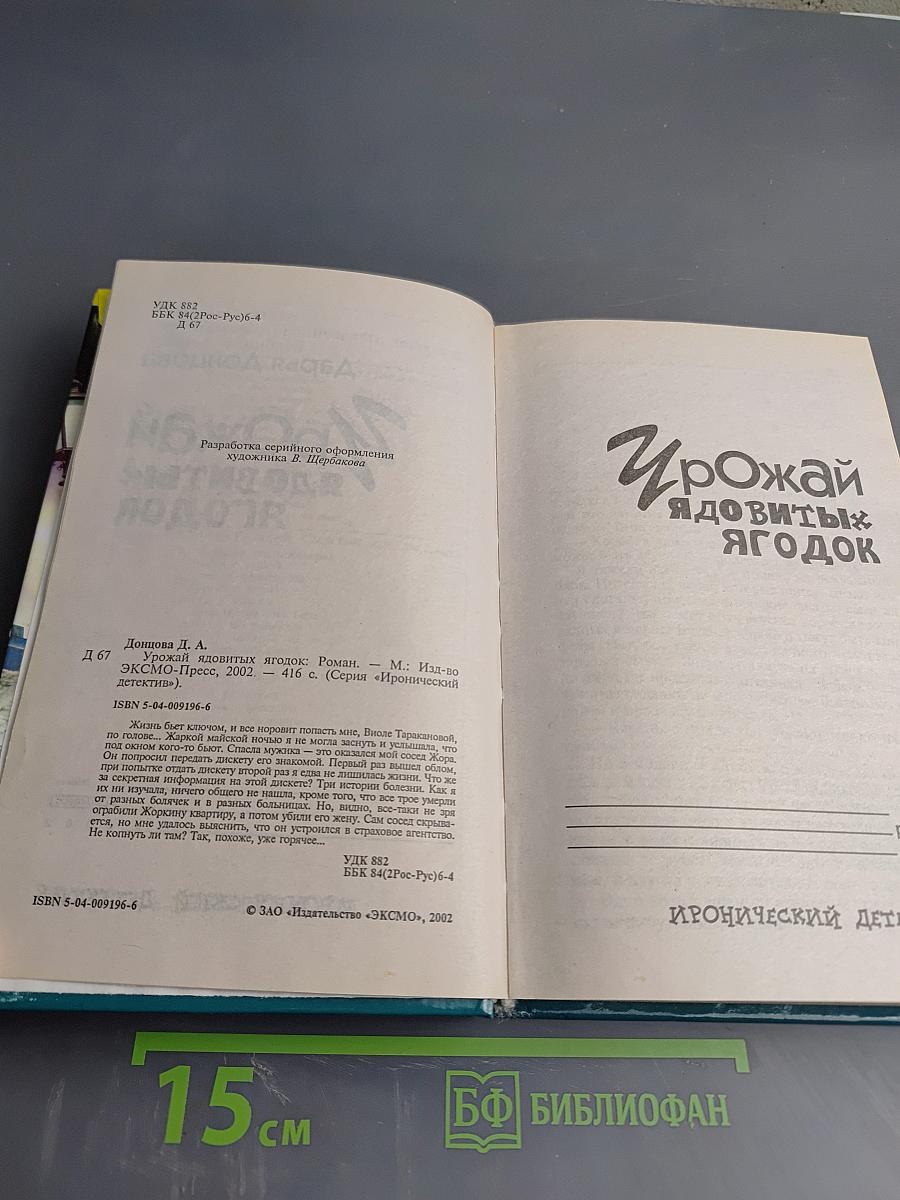 УДК 882
ББК 84(2Рос-Рус)6-4
Д 67
Разработка серийного оформления
художника В. Щербакова
Донцова Д. А.
Д 67 Урожай ядовитых ягодок: Роман. — М.: Изд-во
ЭКСМО-Пресс, 2002. — 416 с. (Серия «Иронический
детектив»).
ISBN 5-04-009196-6
Жизнь бьет ключом, и все норовит попасть мне, Виоле Таракановой,
по голове... Жаркой майской ночью я не могла заснуть и услышала, что
под окном кого-то бьют. Спасла мужика — это оказался мой сосед Жора.
Он попросил передать дискету его знакомой. Первый раз вышел облом,
при попытке отдать дискету второй раз я едва не лишилась жизни. Что же
за секретная информация на этой дискете? Три истории болезни. Как я
их ни изучала, ничего общего не нашла, кроме того, что все трое умерли
от разных болячек и в разных больницах. Но, видно, все-таки не зря
ограбили Жоркину квартиру, а потом убили его жену. Сам сосед скрыва-
ется, но мне удалось выяснить, что он устроился в страховое агентство.
Не копнуть ли там? Так, похоже, уже горячее...
УДК 882
ББК 84(2Рос-Рус)6-4
ISBN 5-04-009196-6
© ЗАО «Издательство «ЭКСМО», 2002
Урожай
ядовитых
ягодок
ИРОНИЧЕСКИЙ
15 см
БФ БИБЛИОФАН